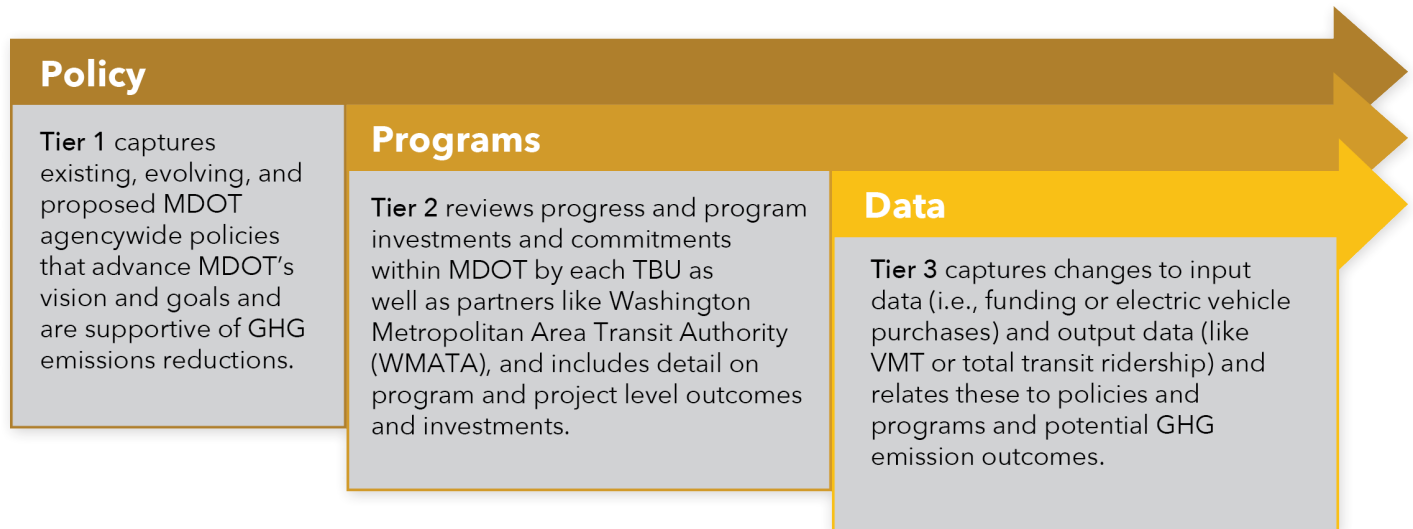 Policy
Tier 1 captures
existing, evolving, and
proposed MDOT
agencywide policies
that advance MDOT’s
vision and goals and
are supportive of GHG
emissions reductions.
Programs
Tier 2 reviews progress and program
investments and commitments
within MDOT by each TBU as
well as partners like Washington
Metropolitan Area Transit Authority
(WMATA), and includes detail on
program and project level outcomes
and investments.
Data
Tier 3 captures changes to input
data (i.e., funding or electric vehicle
purchases) and output data (like
VMT or total transit ridership) and
relates these to policies and
programs and potential GHG
emission outcomes.